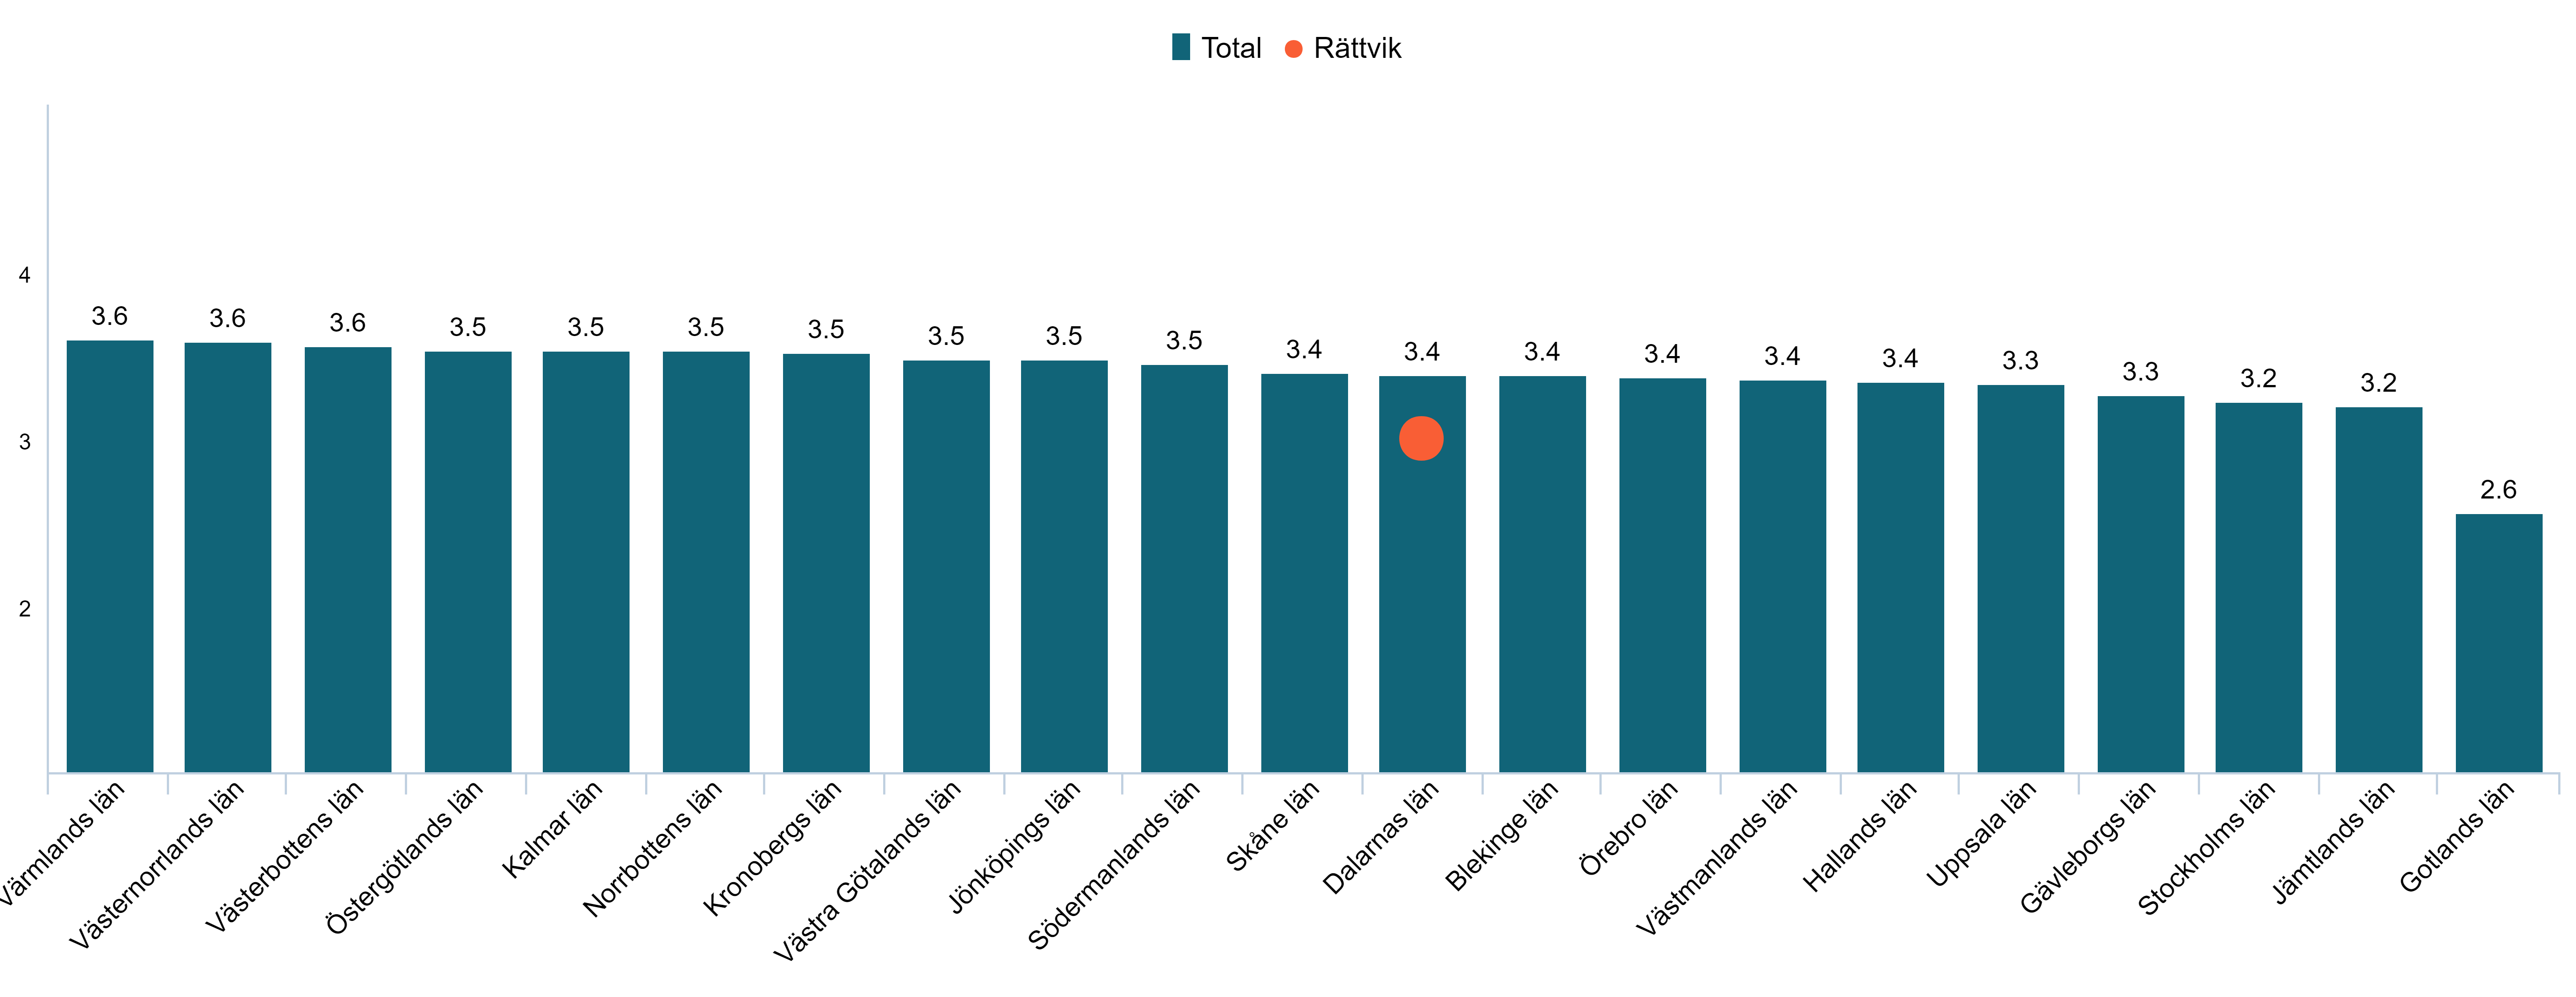 Total Rättvik
4
3
2
3.6 3.6 3.6 3.5 3.5 3.5 3.5 3.5 3.5 3.5 3.4 3.4 3.4 3.4 3.4 3.4 3.3 3.3 3.2 3.2 2.6
Värmlands län
Västernorrlands län
Västerbottens län
Östergötlands län
Kalmar län
Norrbottens län
Kronobergs län
Västra Götalands län
Jönköpings län
Södermanlands län
Skåne län
Dalarnas län
Blekinge län
Örebro län
Västmanlands län
Hallands län
Uppsala län
Gävleborgs län
Stockholms län
Jämtlands län
Gotlands län